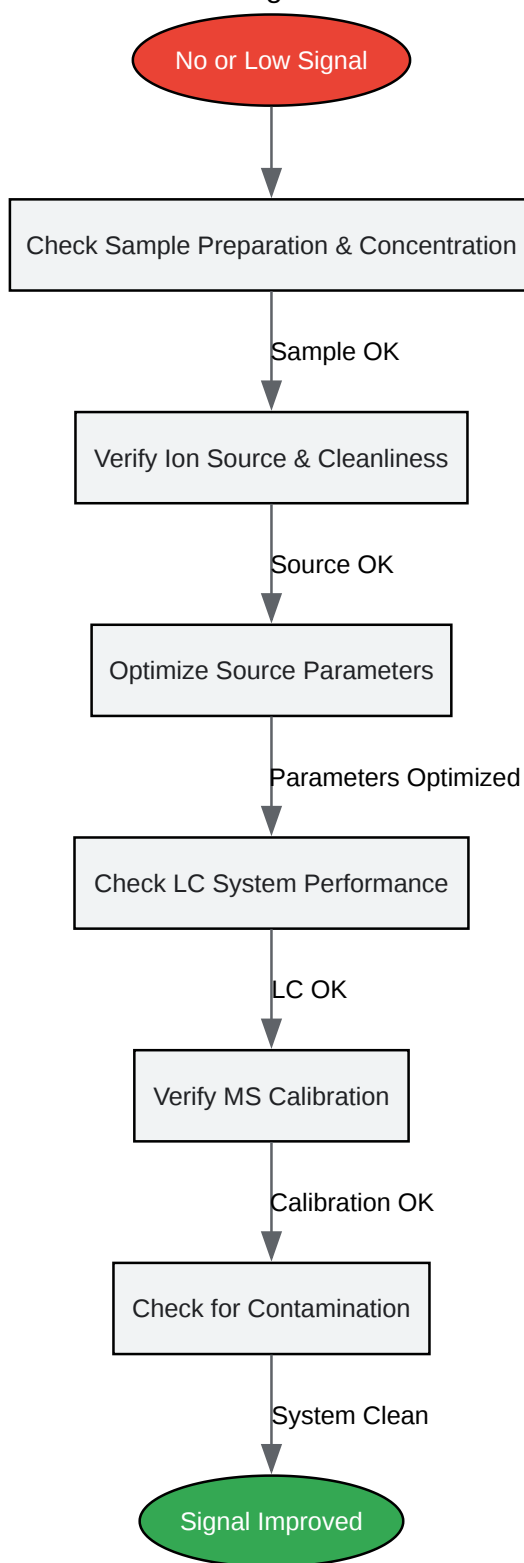 No or Low Signal
Check Sample Preparation & Concentration
Sample OK
Verify Ion Source & Cleanliness
Source OK
Optimize Source Parameters
Parameters Optimized
Check LC System Performance
LC OK
Verify MS Calibration
Calibration OK
Check for Contamination
System Clean
Signal Improved